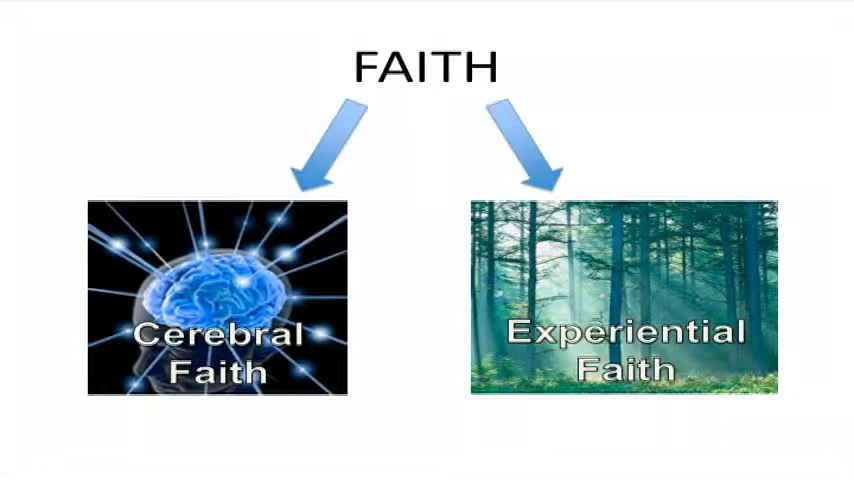 FAITH
Cerebral
Faith
Experiential
Faith